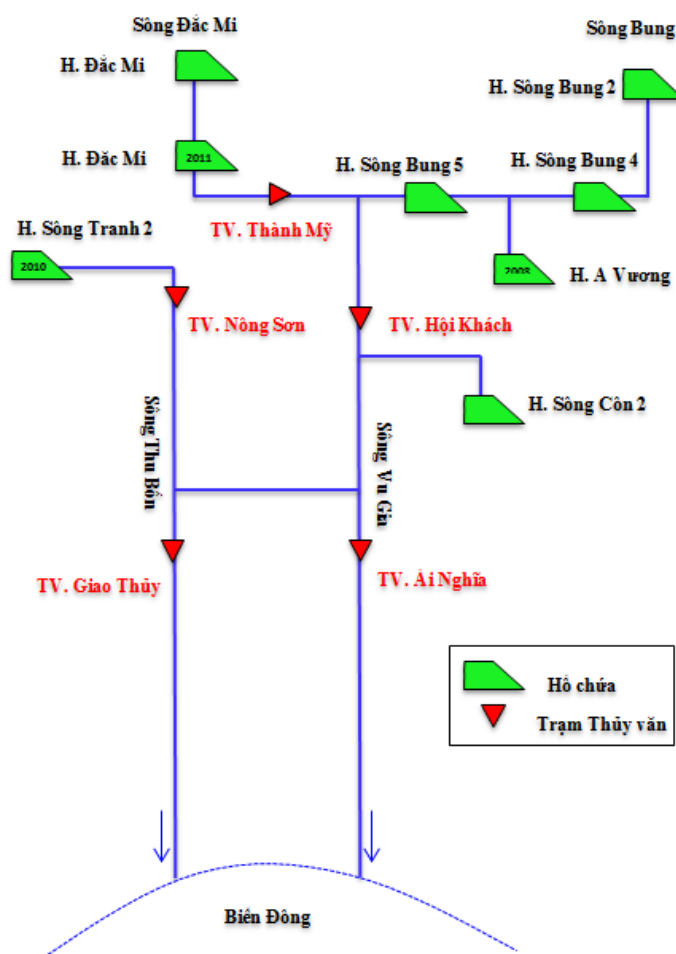 Sông Đắc Mi
Sông Bung
H. Đắc Mi
H. Sông Bung 2
H. Đắc Mi
2011
H. Sông Bung 5
H. Sông Bung 4
TV. Thành Mỹ
H. Sông Tranh 2
2010
2008
H. A Vương
TV. Nông Sơn
TV. Hội Khách
H. Sông Côn 2
Sông Thu Bồn
Sông Vu Gia
TV. Giao Thủy
TV. Ải Nghĩa
Hồ chứa
Trạm Thủy văn
Biển Đông